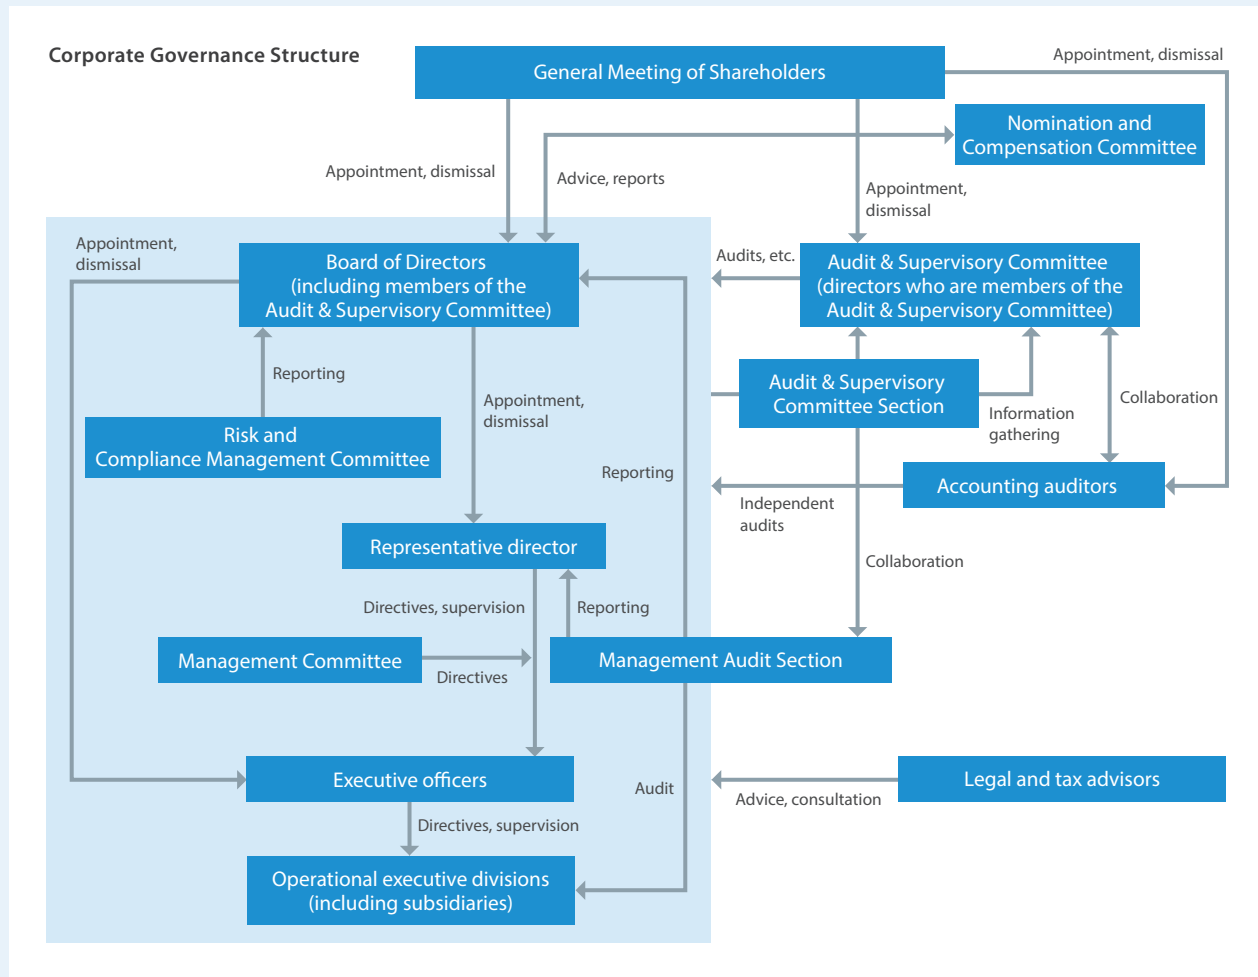 Corporate Governance Structure
General Meeting of Shareholders
Appointment, dismissal
Nomination and
Compensation Committee
Appointment, dismissal
Advice, reports
Appointment,
dismissal
Appointment,
dismissal
Board of Directors
(including members of the
Audit & Supervisory Committee)
Audits, etc.
Audit & Supervisory Committee
(directors who are members of the
Audit & Supervisory Committee)
Reporting
Appointment,
dismissal
Audit & Supervisory
Committee Section
Information
gathering
Collaboration
Risk and
Compliance Management Committee
Reporting
Accounting auditors
Independent
audits
Representative director
Collaboration
Directives, supervision
Reporting
Management Committee
Directives
Management Audit Section
Executive officers
Audit
Legal and tax advisors
Advice, consultation
Directives, supervision
Operational executive divisions
(including subsidiaries)